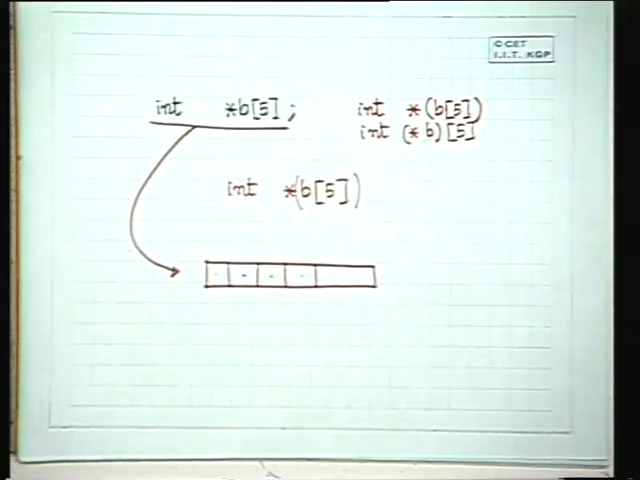 © CET
I.I.T. KGP
int *b[5] ; int *(b[5])
int (* b) [5]
int *(b[5])